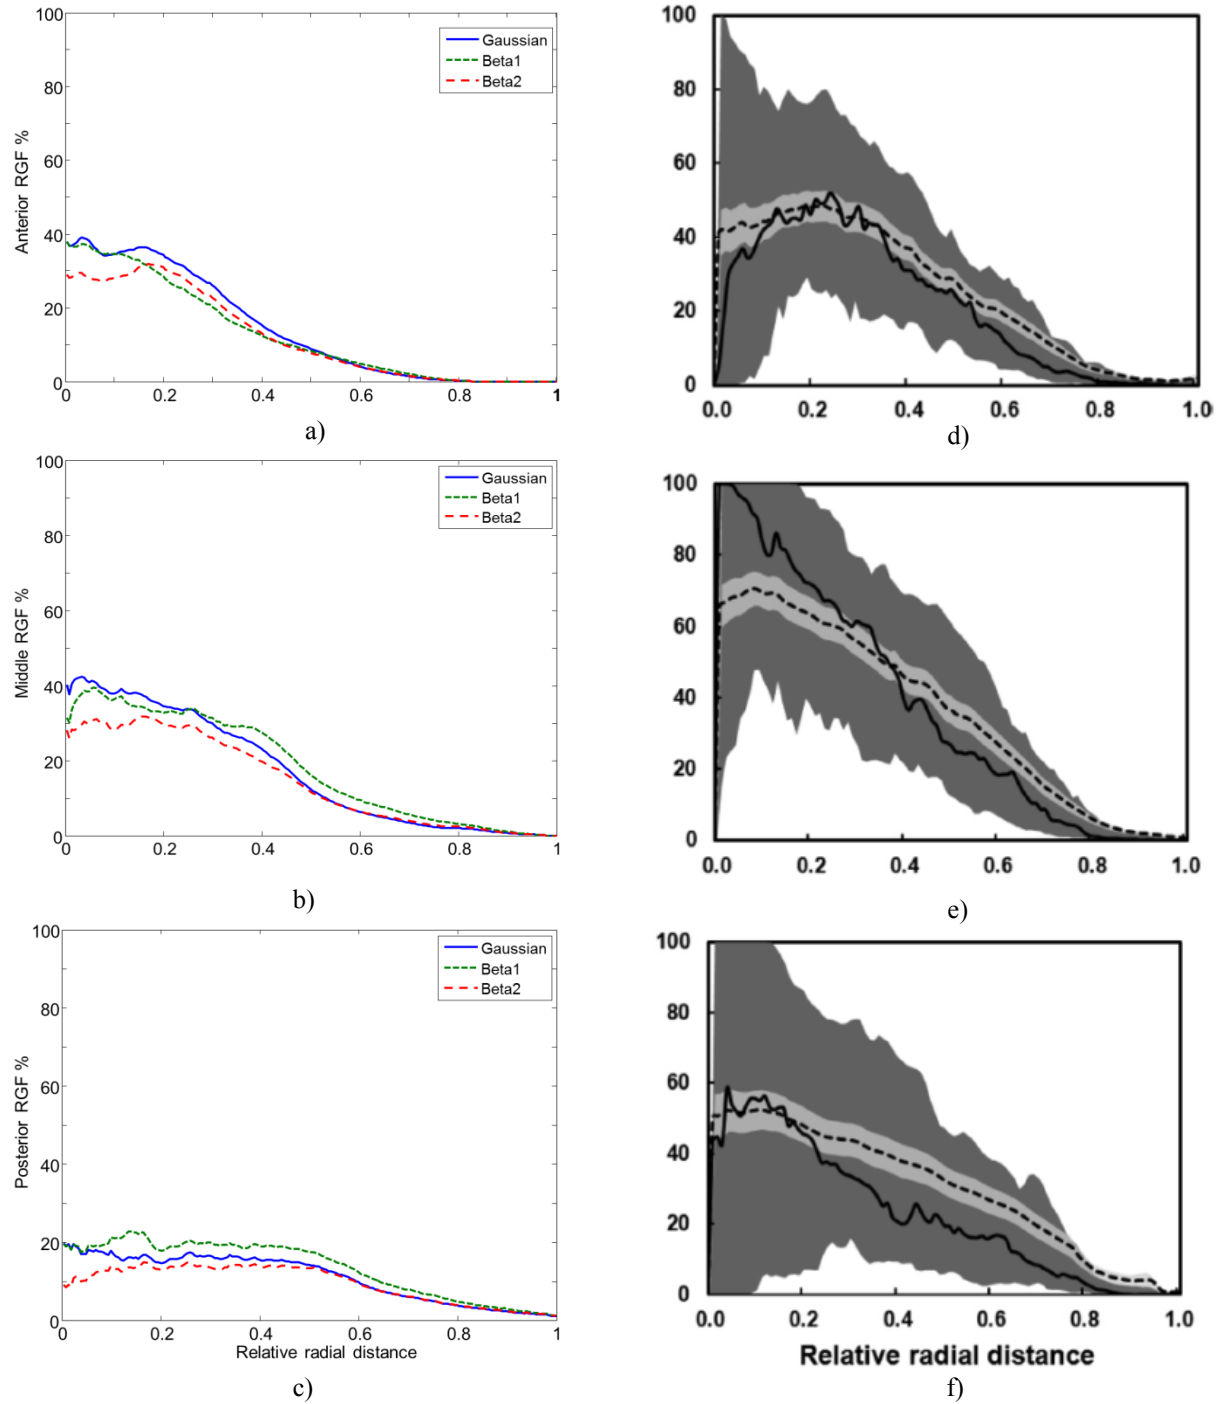 100
80
60
40
20
0
Anterior RGF %
Gaussian
Beta1
Beta2
0 0.2 0.4 0.6 0.8 1
a)
100
80
60
40
20
0
0.0 0.2 0.4 0.6 0.8 1.0
d)
100
80
60
40
20
0
Middle RGF %
Gaussian
Beta1
Beta2
0 0.2 0.4 0.6 0.8 1
b)
100
80
60
40
20
0
0.0 0.2 0.4 0.6 0.8 1.0
e)
100
80
60
40
20
0
Posterior RGF %
Gaussian
Beta1
Beta2
0 0.2 0.4 0.6 0.8 1
Relative radial distance
c)
100
80
60
40
20
0
0.0 0.2 0.4 0.6 0.8 1.0
Relative radial distance
f)